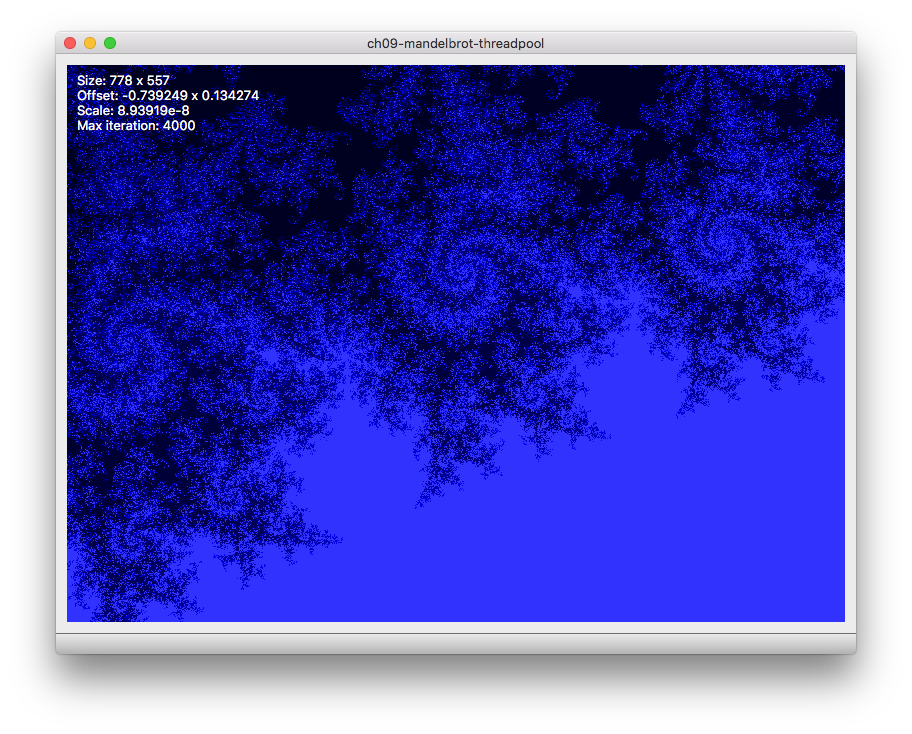 ch09-mandelbrot-threadpool
Size: 778 x 557
Offset: -0.739249 x 0.134274
Scale: 8.93919e-8
Max iteration: 4000